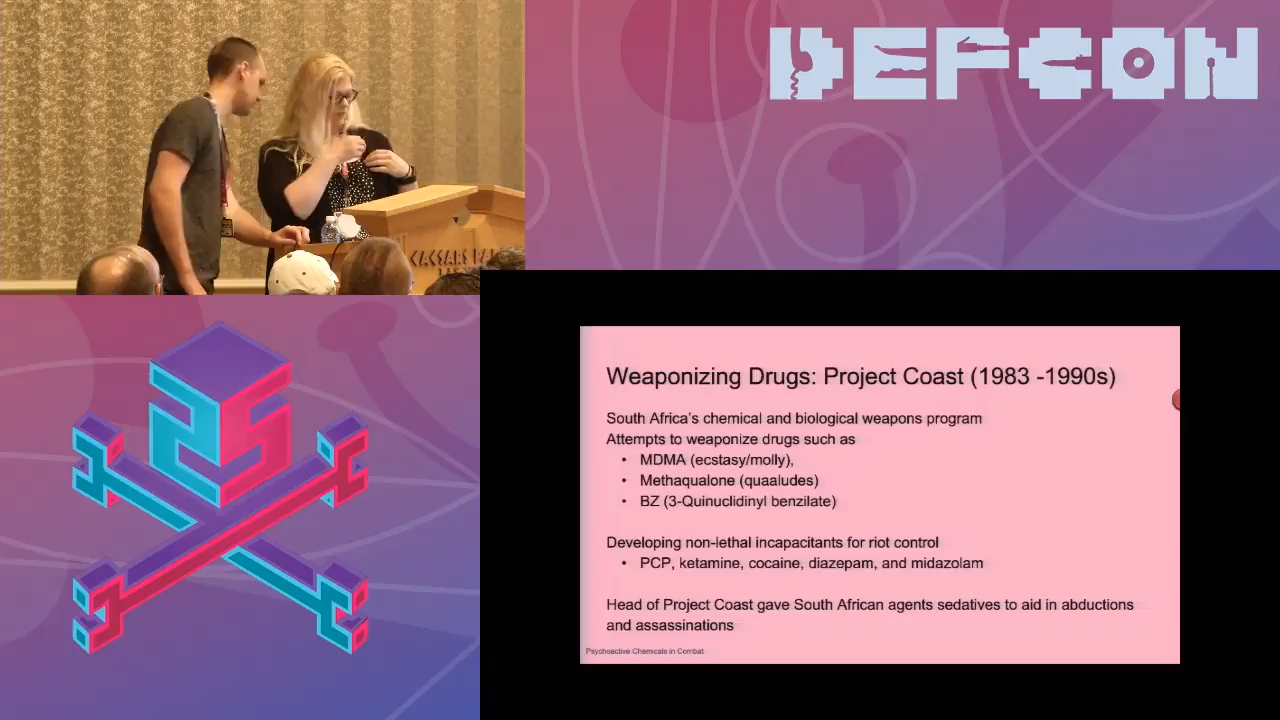 DEFCON
CAESARS PALACE
Weaponizing Drugs: Project Coast (1983 -1990s)
South Africa's chemical and biological weapons program
Attempts to weaponize drugs such as
• MDMA (ecstasy/molly),
• Methaqualone (quaaludes)
• BZ (3-Quinuclidinyl benzilate)
Developing non-lethal incapacitants for riot control
• PCP, ketamine, cocaine, diazepam, and midazolam
Head of Project Coast gave South African agents sedatives to aid in abductions
and assassinations
Psychoactive Chemicals in Combat